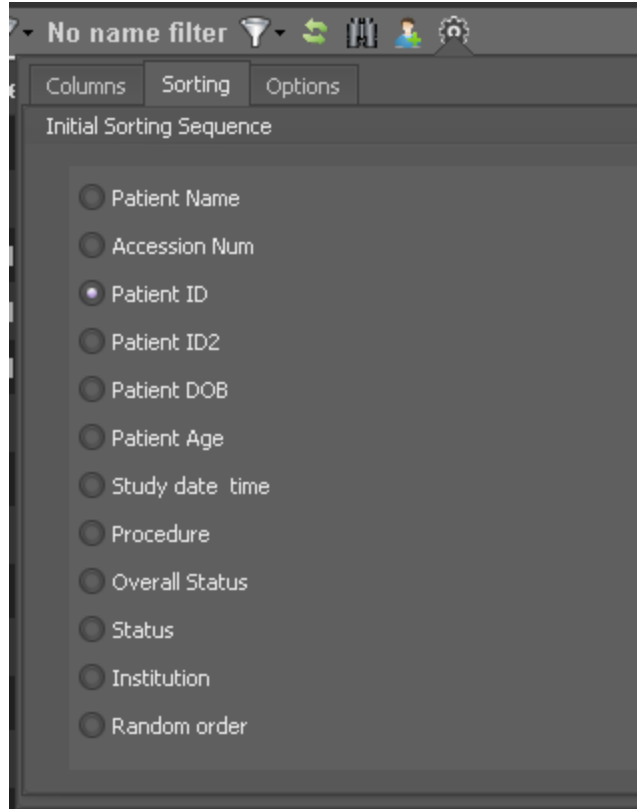 No name filter
Columns Sorting Options
Initial Sorting Sequence
Patient Name
Accession Num
Patient ID
Patient ID2
Patient DOB
Patient Age
Study date time
Procedure
Overall Status
Status
Institution
Random order